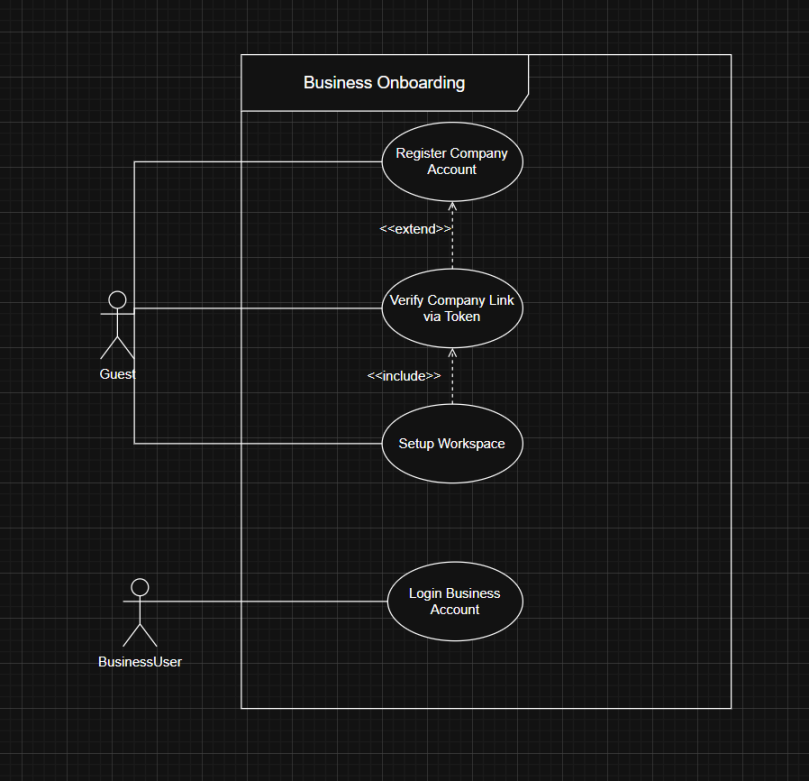 Business Onboarding
Register Company
Account
<<extend>>
Verify Company Link
via Token
Guest
<<include>>
Setup Workspace
Login Business
Account
BusinessUser